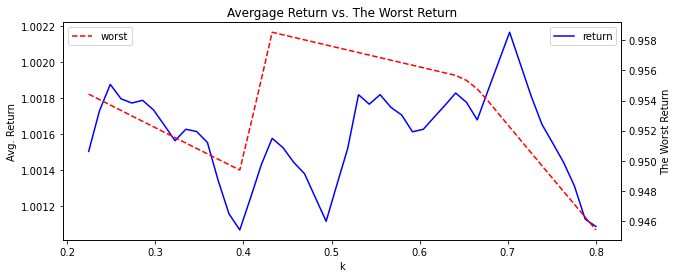 Avergage Return vs. The Worst Return
worst
return
Avg. Return
1.0022
1.0020
1.0018
1.0016
1.0014
1.0012
0.958
0.956
0.954
0.952
0.950
0.948
0.946
The Worst Return
0.2 0.3 0.4 0.5 0.6 0.7 0.8
k